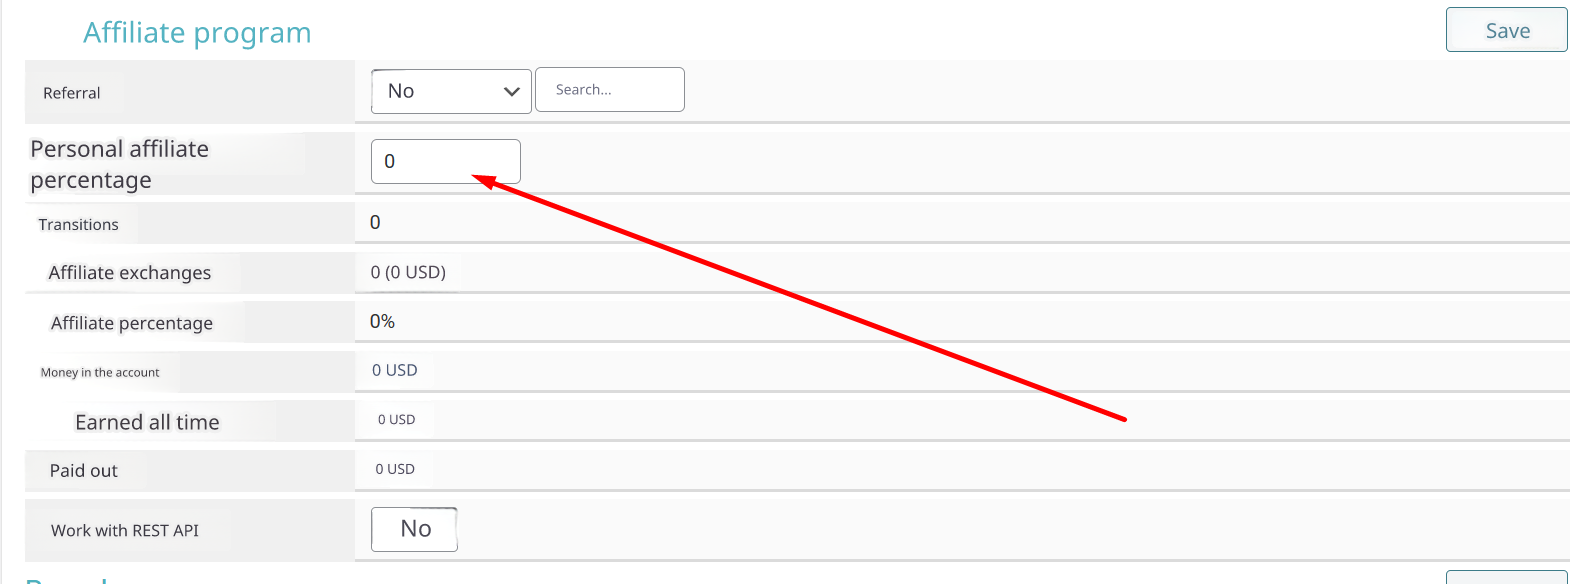 Affiliate program
Save
Referral
No
Search...
Personal affiliate
percentage
0
Transitions
0
Affiliate exchanges
0 (0 USD)
Affiliate percentage
0%
Money in the account
0 USD
Earned all time
0 USD
Paid out
0 USD
Work with REST API
No